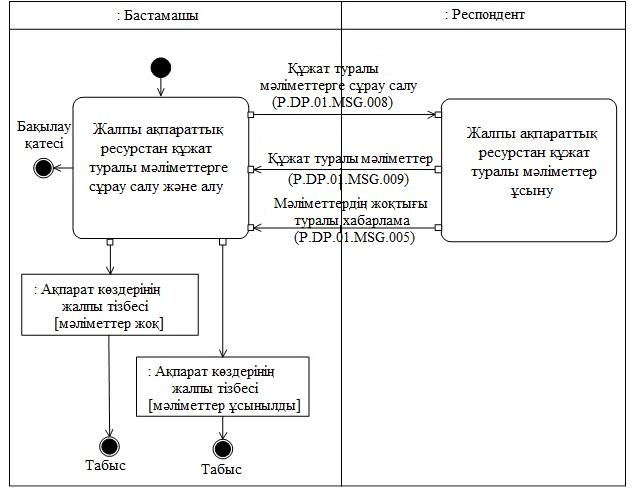 : Бастамашы
: Респондент
Құжат туралы
мәліметтерге сұрау салу
(P.DP.01.MSG.008)
Бақылау
қатесі
Жалпы ақпараттық
ресурстан құжат
туралы мәліметтерге
сұрау салу және алу
Құжат туралы мәліметтер
(P.DP.01.MSG.009)
Мәліметтердің жоқтығы
туралы хабарлама
(P.DP.01.MSG.005)
Жалпы ақпараттық
ресурстан құжат
туралы мәліметтер
ұсыну
: Ақпарат көздерінің
жалпы тізбесі
[мәліметтер жоқ]
: Ақпарат көздерінің
жалпы тізбесі
[мәліметтер ұсынылды]
Табыс
Табыс